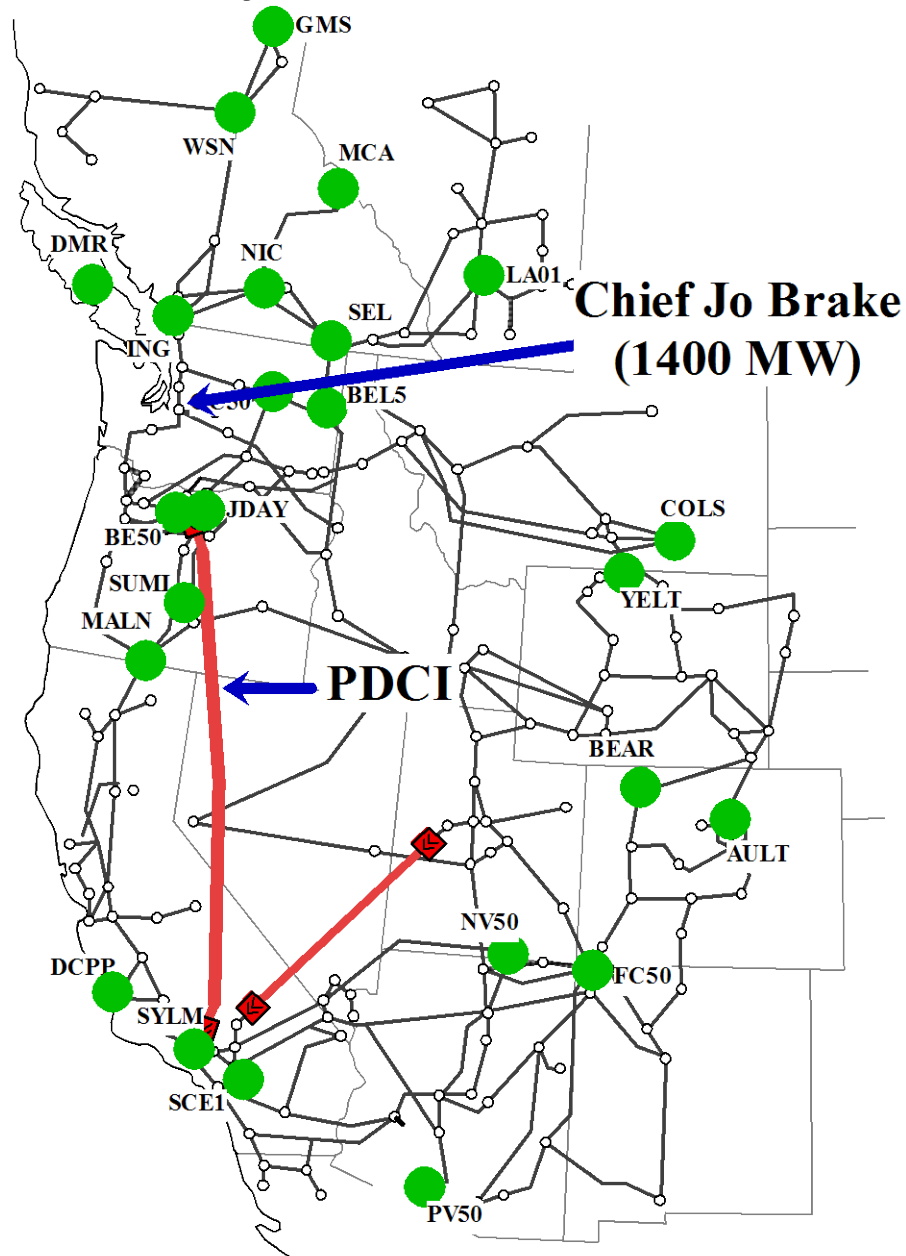 GMS
WSN
MCA
DMR
NIC
LA01
Chief Jo Brake
(1400 MW)
SEL
ING
BEL5
C50
JDAY
BE50
COLS
SUMI
YELT
MALN
PDCI
BEAR
AULT
NV50
DCPP
FC50
SYLM
SCE1
PV50